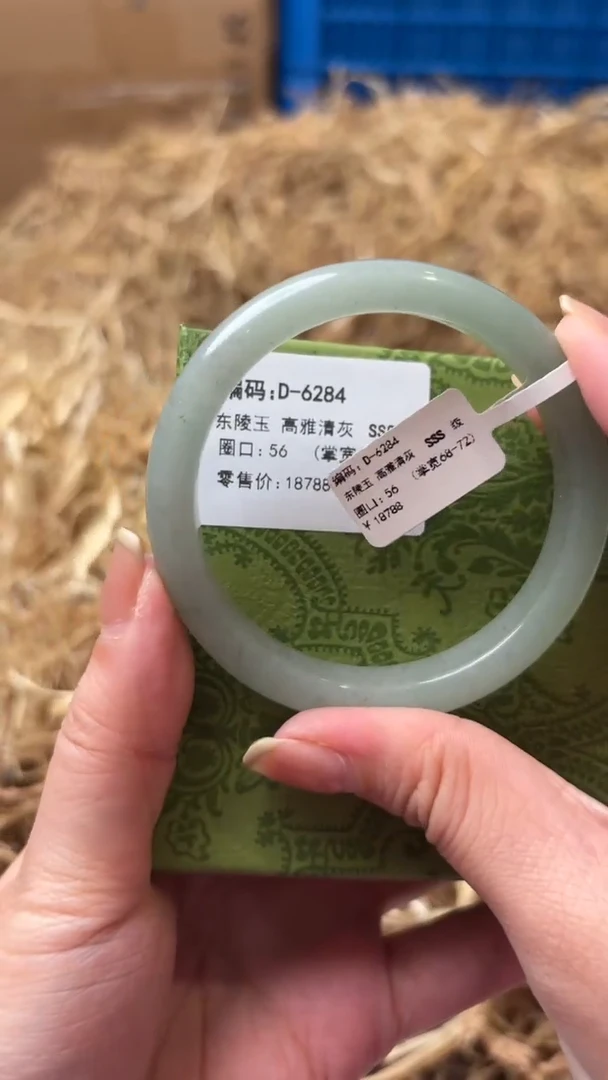 编码:D-6284
东陵玉 高雅清灰 SSS
圈口:56 (掌宽
零售价:18788
编码:D-6284
东陵玉 高雅清灰 SSS 级
圈口:56 (掌宽68-72)
¥18788